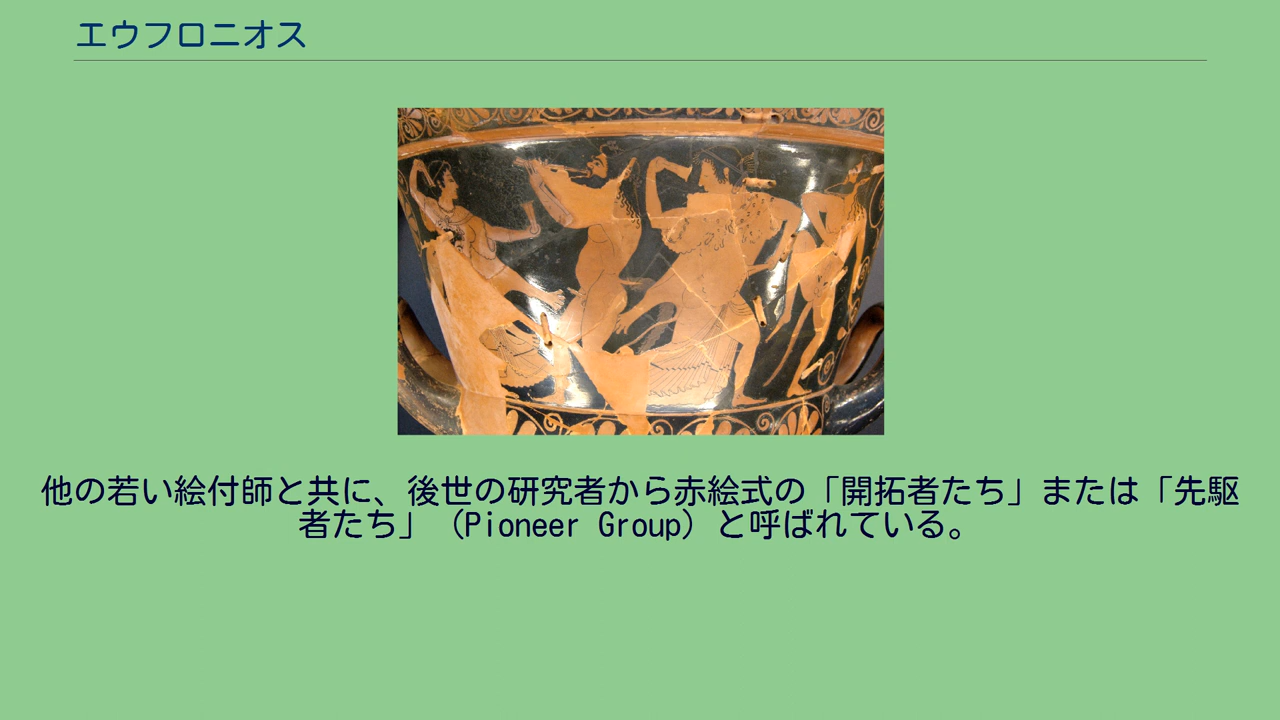 エウフロニオス
他の若い絵付師と共に、後世の研究者から赤絵式の「開拓者たち」または「先駆
者たち」（Pioneer Group）と呼ばれている。